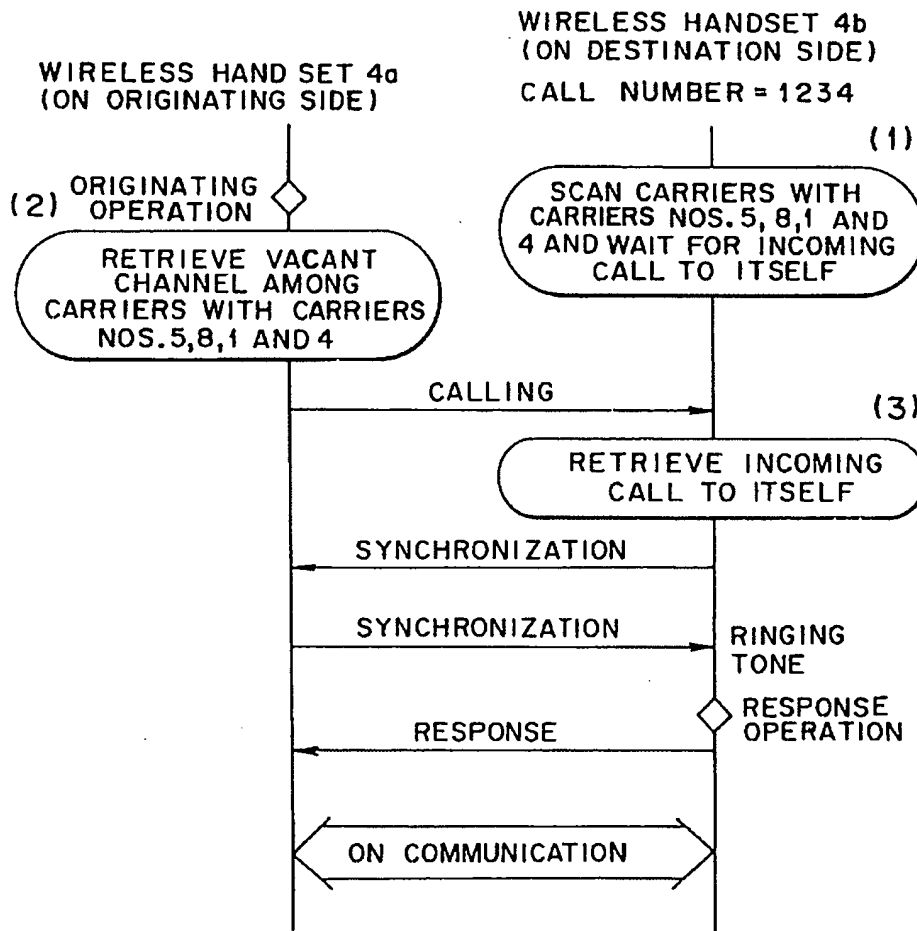 WIRELESS HAND SET 4a
(ON ORIGINATING SIDE)
WIRELESS HANDSET 4b
(ON DESTINATION SIDE)
CALL NUMBER = 1234
(1)
SCAN CARRIERS WITH
CARRIERS NOS. 5, 8, 1 AND
4 AND WAIT FOR INCOMING
CALL TO ITSELF
(2)
ORIGINATING
OPERATION
RETRIEVE VACANT
CHANNEL AMONG
CARRIERS WITH CARRIERS
NOS. 5, 8, 1 AND 4
CALLING
(3)
RETRIEVE INCOMING
CALL TO ITSELF
SYNCHRONIZATION
SYNCHRONIZATION
RINGING
TONE
RESPONSE
OPERATION
RESPONSE
ON COMMUNICATION